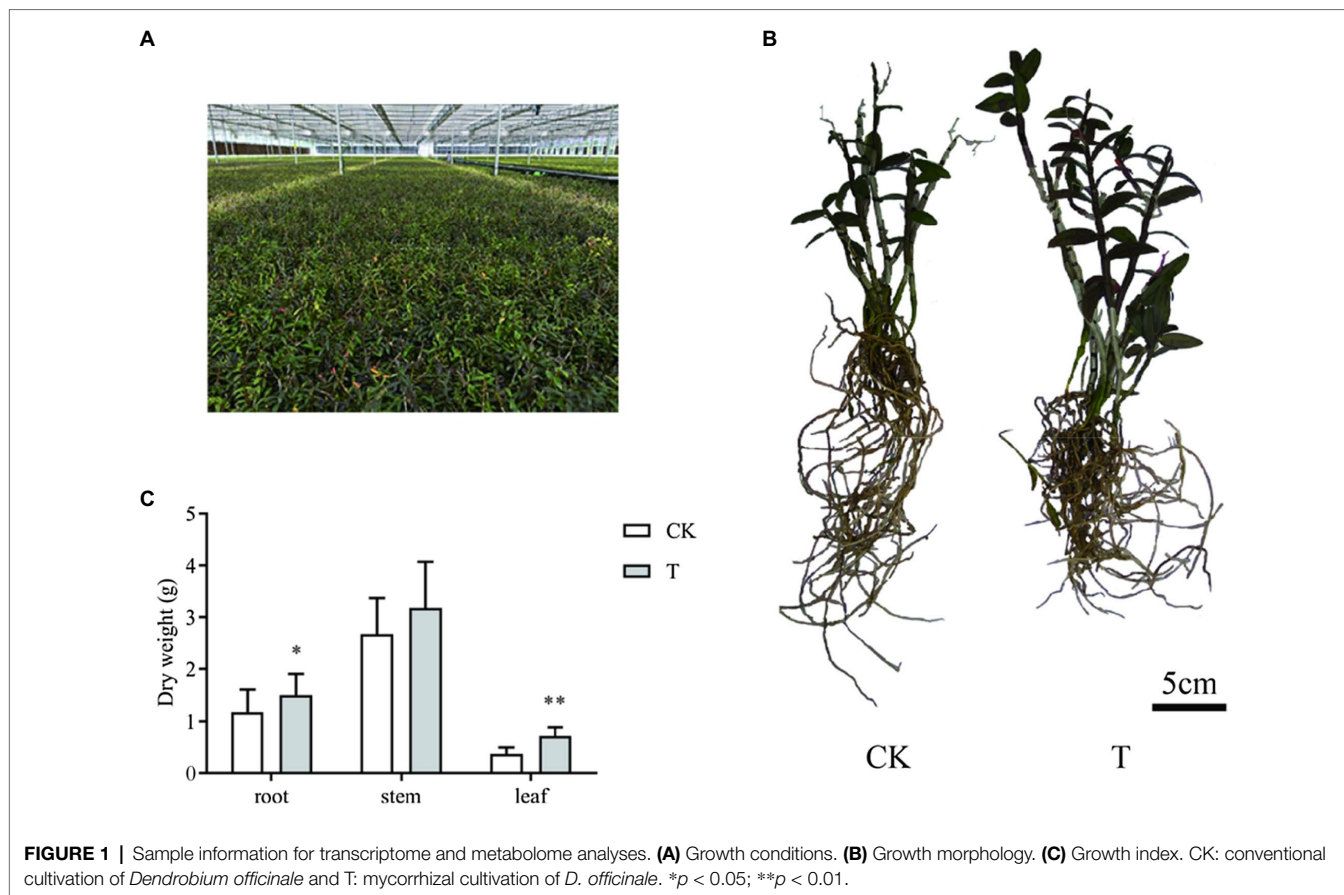 A
B
C
5
4
3
2
1
0
Dry weight (g)
*
**
CK
T
root stem leaf
5cm
CK T
FIGURE 1 | Sample information for transcriptome and metabolome analyses. (A) Growth conditions. (B) Growth morphology. (C) Growth index. CK: conventional
cultivation of Dendrobium officinale and T: mycorrhizal cultivation of D. officinale. *p < 0.05; **p < 0.01.